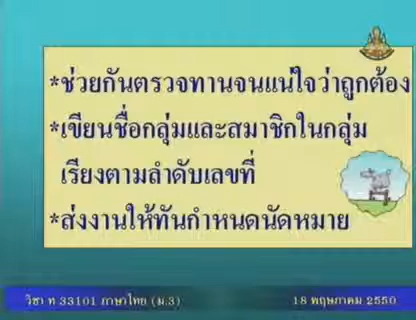 *ช่วยกันตรวจทานจนแน่ใจว่าถูกต้อง
*เขียนชื่อกลุ่มและสมาชิกในกลุ่ม
เรียงตามลำดับเลขที่
*ส่งงานให้ทันกำหนดนัดหมาย
วิชา ท 33101 ภาษาไทย (ม.3) 18 พฤษภาคม 2550